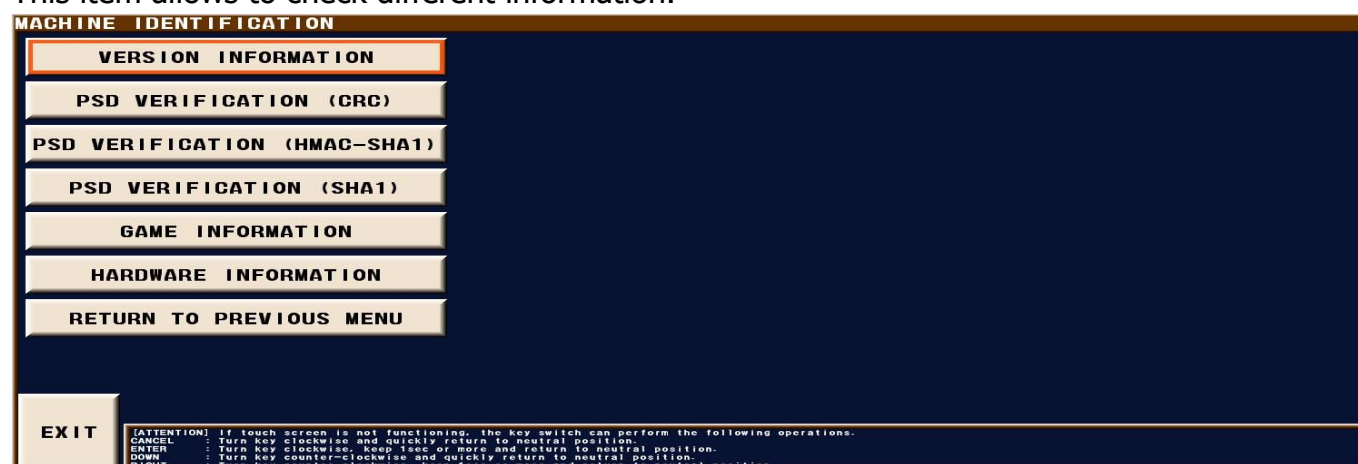 This item allows to check different information.
MACHINE IDENTIFICATION
VERSION INFORMATION
PSD VERIFICATION (CRC)
PSD VERIFICATION (HMAC-SHA1)
PSD VERIFICATION (SHA1)
GAME INFORMATION
HARDWARE INFORMATION
RETURN TO PREVIOUS MENU
EXIT
[ATTENTION] If touch screen is not functioning, the key switch can perform the following operations.
CANCEL : Turn key clockwise and quickly return to neutral position.
ENTER : Turn key clockwise, keep 1sec or more and return to neutral position.
DOWN : Turn key counter-clockwise and quickly return to neutral position.